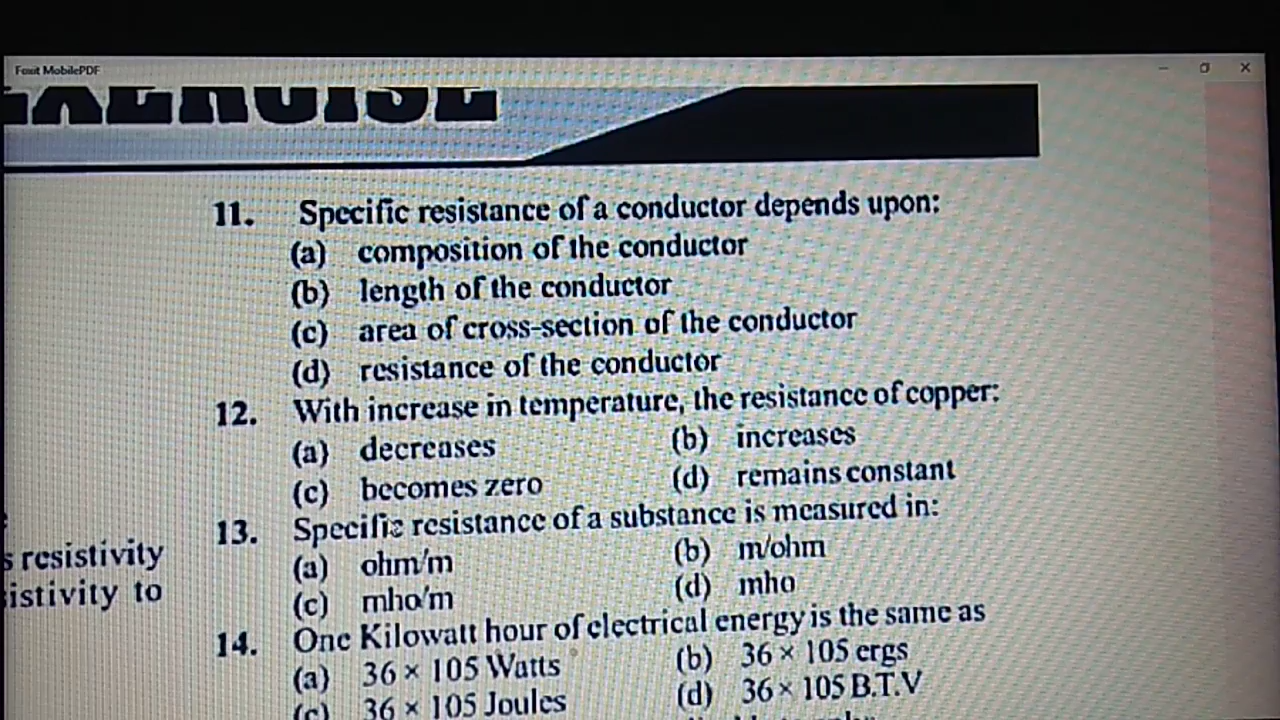 Foxit MobilePDF
EXERCISE
11. Specific resistance of a conductor depends upon:
(a) composition of the conductor
(b) length of the conductor
(c) area of cross-section of the conductor
(d) resistance of the conductor
12. With increase in temperature, the resistance of copper:
(a) decreases (b) increases
(c) becomes zero (d) remains constant
13. Specific resistance of a substance is measured in:
(a) ohm/m (b) m/ohm
(c) mho/m (d) mho
s resistivity
istivity to
14. One Kilowatt hour of electrical energy is the same as
(a) 36 × 105 Watts (b) 36 × 105 ergs
(c) 36 × 105 Joules (d) 36 × 105 B.T.V